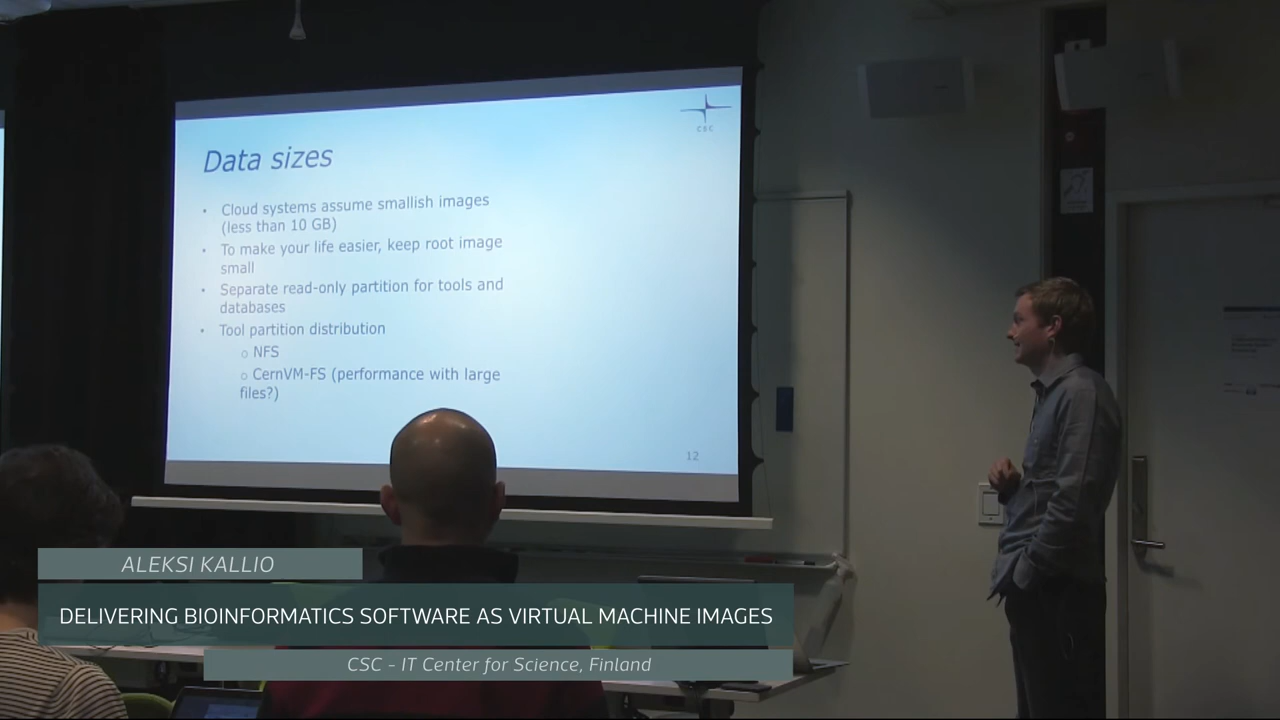 CSC
Data sizes
• Cloud systems assume smallish images
(less than 10 GB)
• To make your life easier, keep root image
small
• Separate read-only partition for tools and
databases
• Tool partition distribution
o NFS
o CernVM-FS (performance with large
files?)
12
ALEKSI KALLIO
DELIVERING BIOINFORMATICS SOFTWARE AS VIRTUAL MACHINE IMAGES
CSC - IT Center for Science, Finland